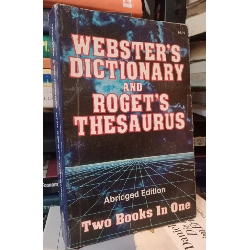 WEBSTER'S
DICTIONARY
AND
ROGET'S
THESAURUS
Abridged Edition
Two Books In One